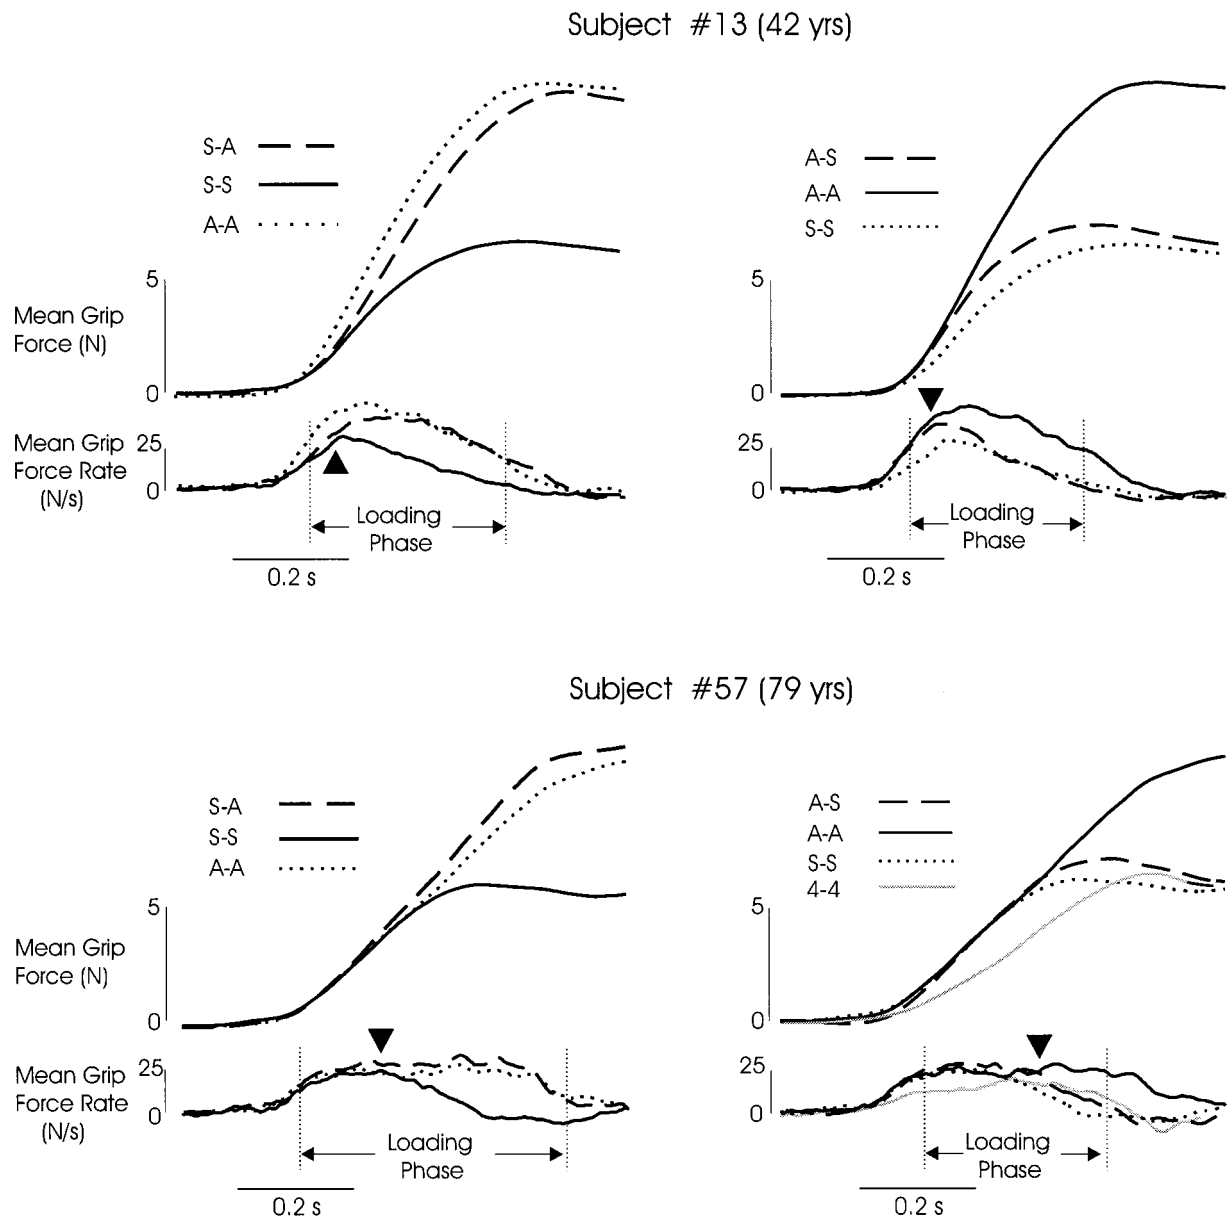 Subject #13 (42 yrs)
S-A
S-S
A-A
A-S
A-A
S-S
5
Mean Grip
Force (N)
0
Mean Grip
Force Rate
(N/s)
25
0
Loading
Phase
0.2 s
5
0
25
0
Loading
Phase
0.2 s
Subject #57 (79 yrs)
S-A
S-S
A-A
A-S
A-A
S-S
4-4
5
Mean Grip
Force (N)
0
Mean Grip
Force Rate
(N/s)
25
0
Loading
Phase
0.2 s
5
0
25
0
Loading
Phase
0.2 s